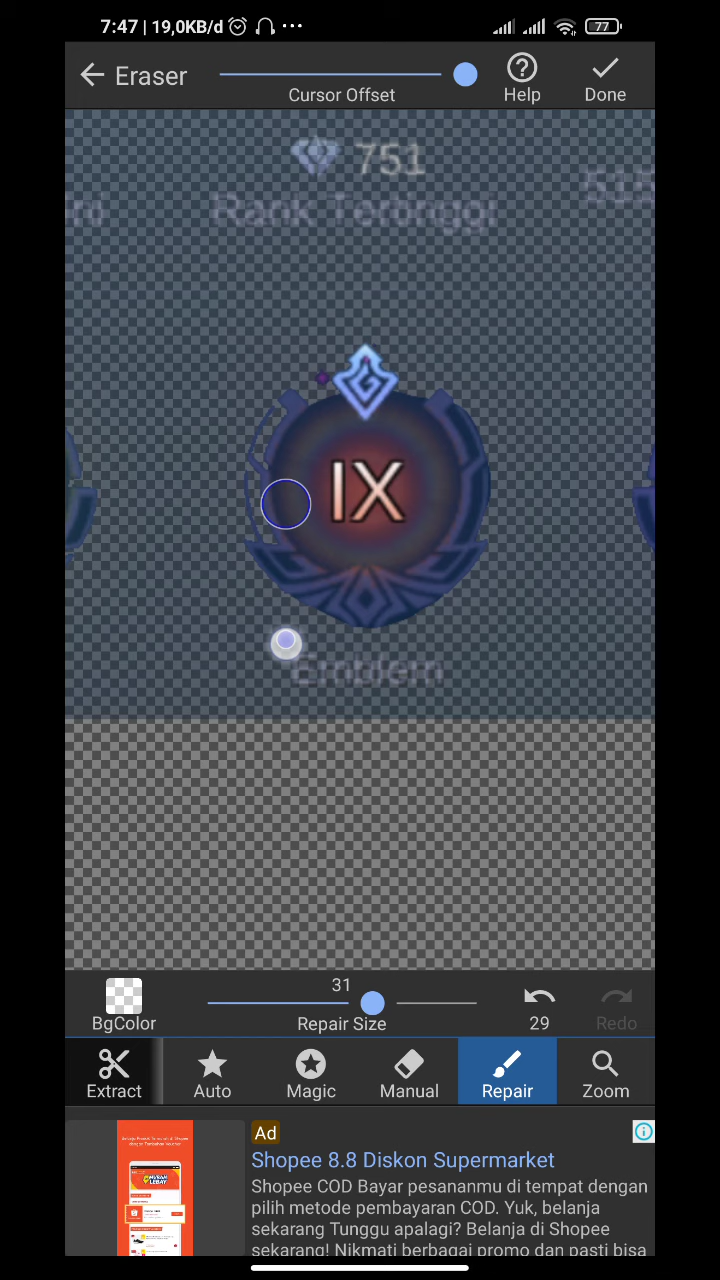 7:47 | 19,0KB/d
77
Eraser
Cursor Offset
Help
Done
751
Rank Tertinggi
IX
Emblem
31
BgColor
Repair Size
29
Redo
Extract
Auto
Magic
Manual
Repair
Zoom
Ad
Shopee 8.8 Diskon Supermarket
Shopee COD Bayar pesananmu di tempat dengan
pilih metode pembayaran COD. Yuk, belanja
sekarang Tunggu apalagi? Belanja di Shopee
sekarang! Nikmati berbagai promo dan pasti bisa
MURAH
LEBAY